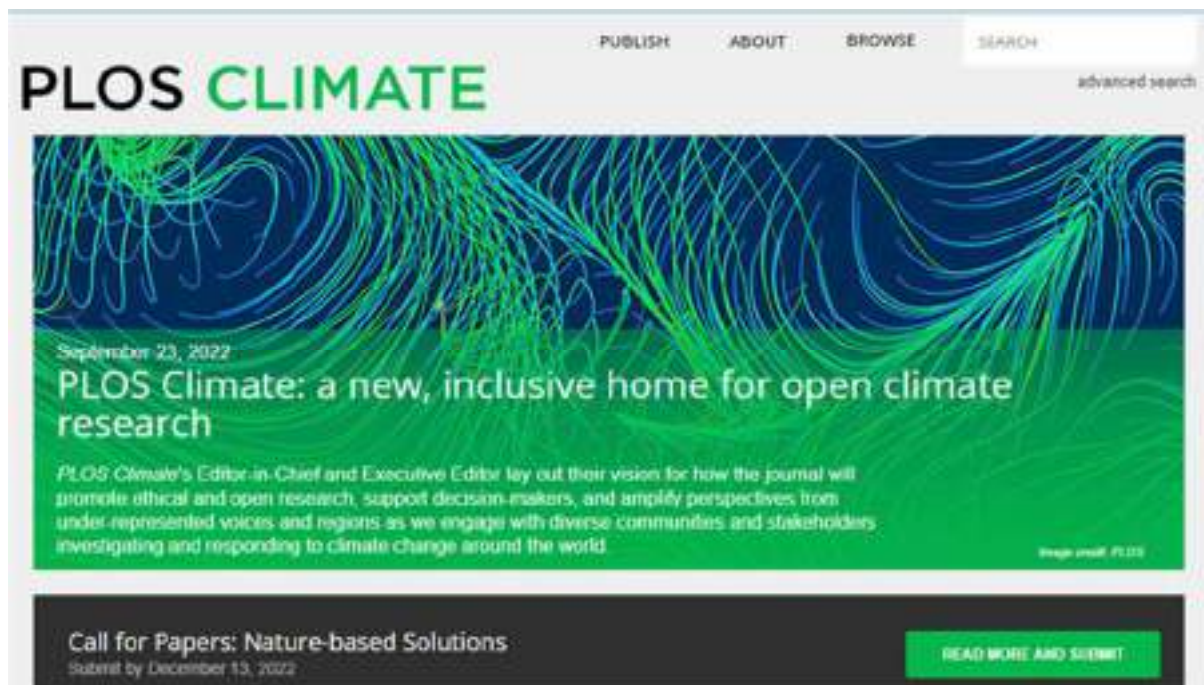 PUBLISH ABOUT BROWSE SEARCH
advanced search
PLOS CLIMATE
September 23, 2022
PLOS Climate: a new, inclusive home for open climate
research
PLOS Climate's Editor-in-Chief and Executive Editor lay out their vision for how the journal will
promote ethical and open research, support decision-makers, and amplify perspectives from
under-represented voices and regions as we engage with diverse communities and stakeholders
investigating and responding to climate change around the world
Image credit: PLOS
Call for Papers: Nature-based Solutions
Submit by December 13, 2022
READ MORE AND SUBMIT